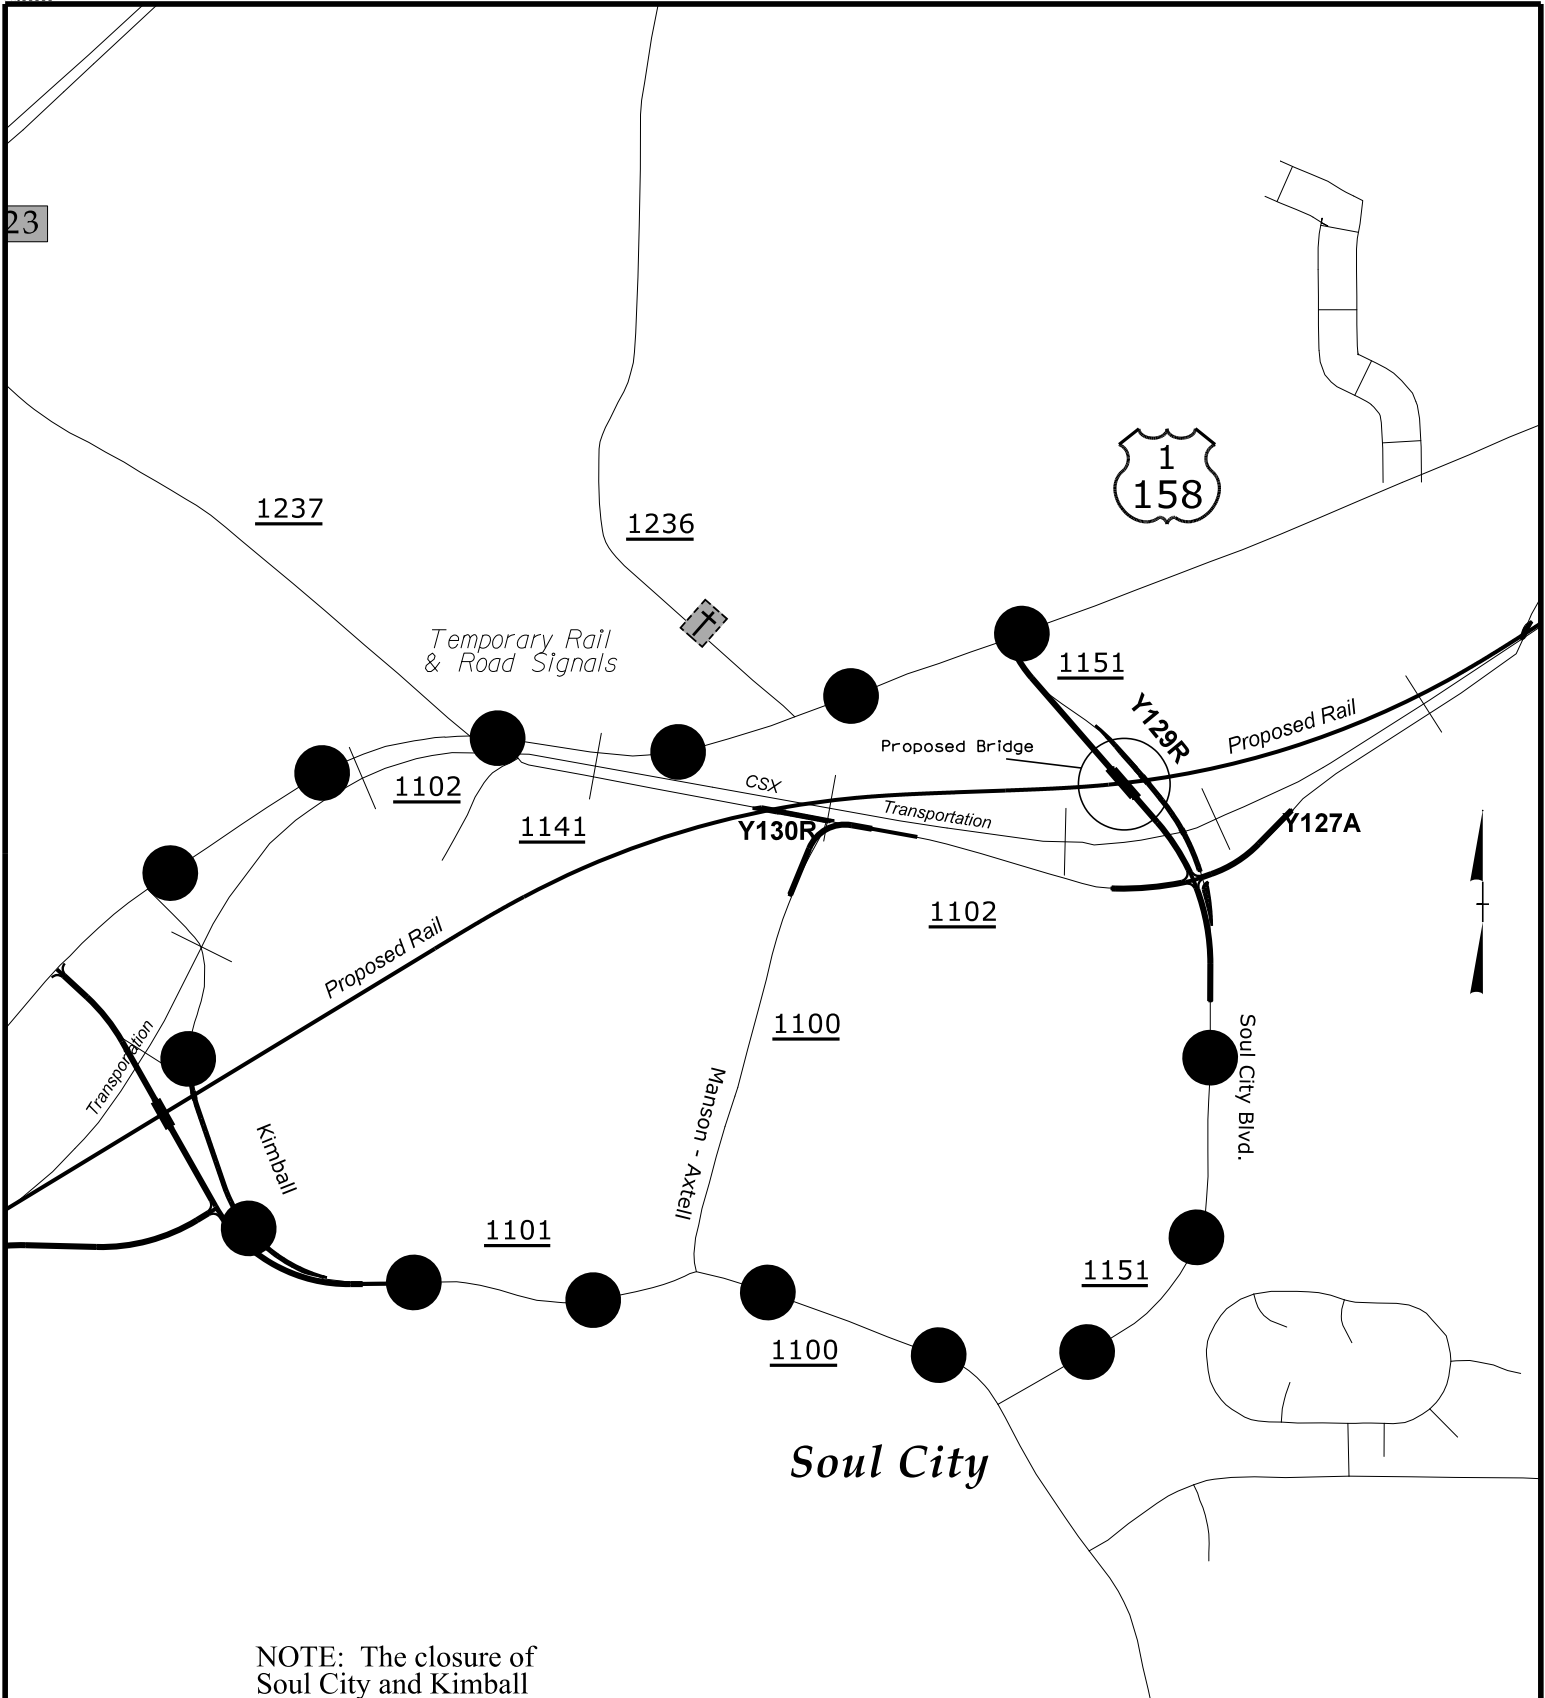 23
1
158
1237
1236
Temporary Rail
& Road Signals
1151
Y129R
Proposed Rail
Proposed Bridge
CSX
1102
Transportation
1141
Y130R
Y127A
1102
Proposed Rail
1100
Transportation
Soul City Blvd.
Manson - Axtell
Kimball
1101
1151
1100
Soul City
NOTE: The closure of
Soul City and Kimball